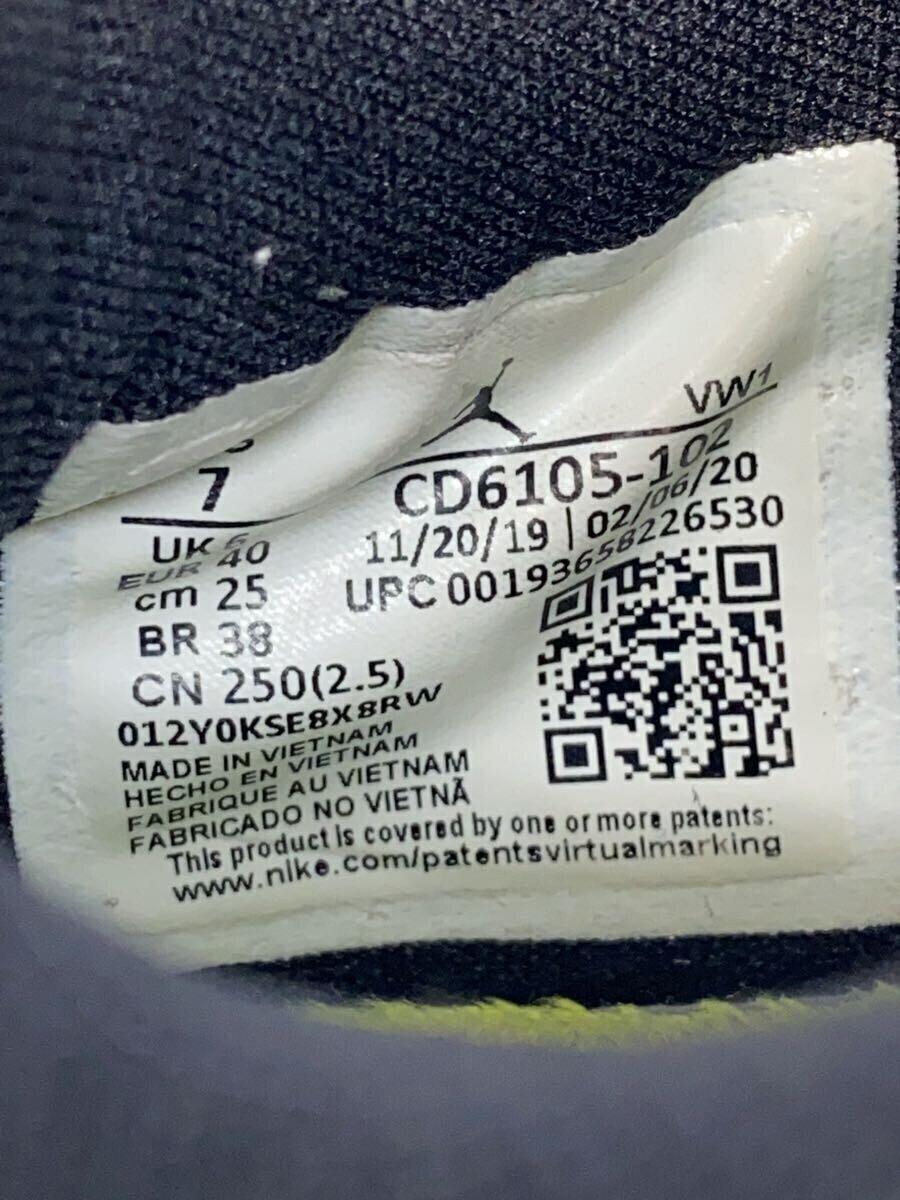 VW1
7
CD6105-102
11/20/19 | 02/06/20
UPC 00193658226530
UK 6
EUR 40
cm 25
BR 38
CN 250(2.5)
012Y0KSE8X8RW
MADE IN VIETNAM
HECHO EN VIETNAM
FABRIQUE AU VIETNAM
FABRICADO NO VIETNÃ
This product is covered by one or more patents:
www.nike.com/patentsvirtualmarking